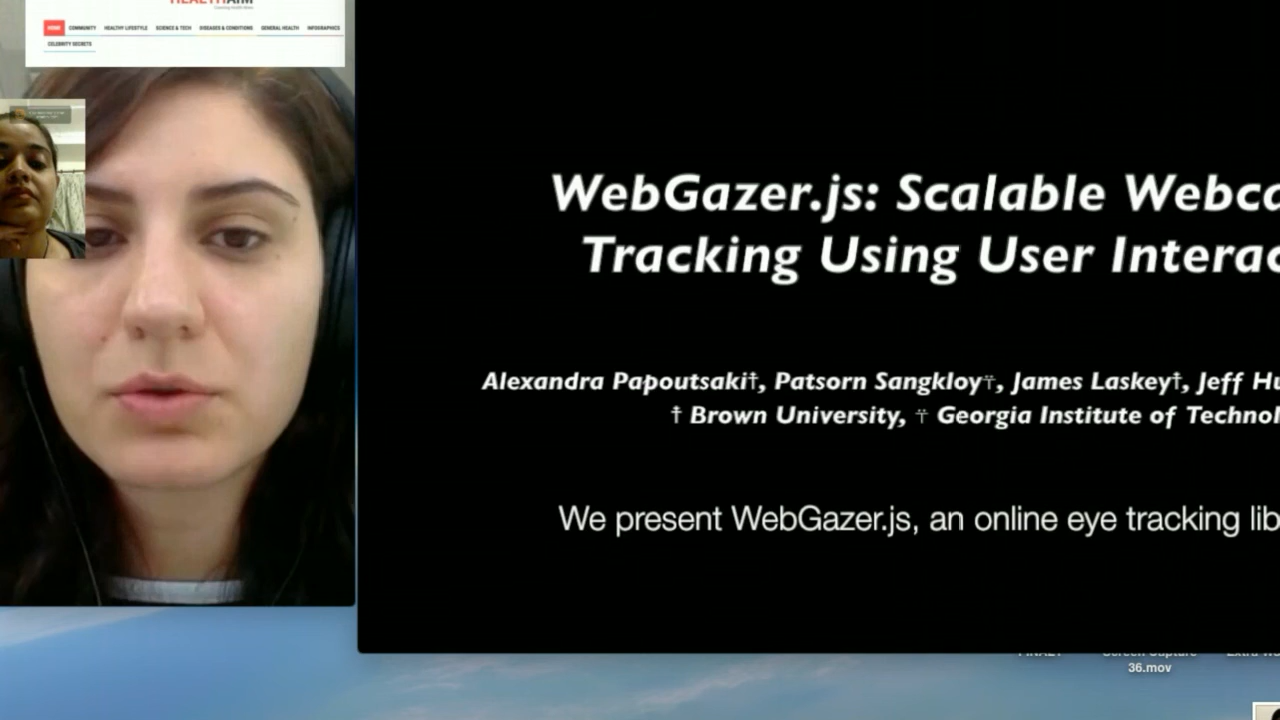 HEALTHAIM
HOME COMMUNITY HEALTHY LIFESTYLE SCIENCE & TECH DISEASES & CONDITIONS GENERAL HEALTH INFOGRAPHICS
CELEBRITY SECRETS
WebGazer.js: Scalable Webca
Tracking Using User Interac
Alexandra Papoutsaki†, Patsorn Sangkloy⍡, James Laskey†, Jeff Hu
† Brown University, ⍡ Georgia Institute of Technol
We present WebGazer.js, an online eye tracking lib
Screen Capture
36.mov